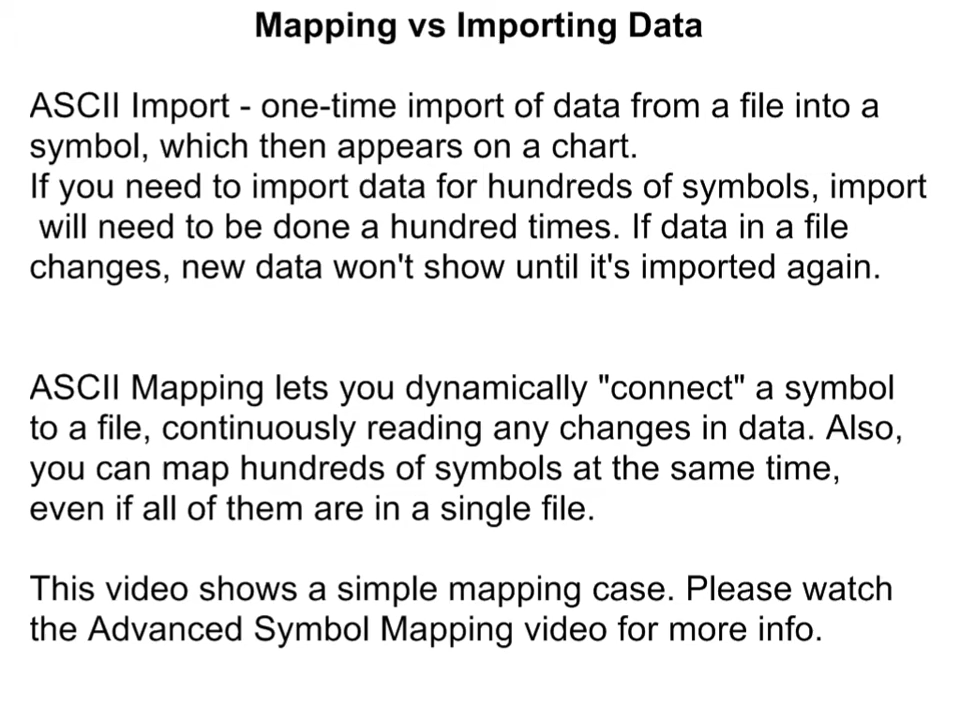 Mapping vs Importing Data
ASCII Import - one-time import of data from a file into a
symbol, which then appears on a chart.
If you need to import data for hundreds of symbols, import
will need to be done a hundred times. If data in a file
changes, new data won't show until it's imported again.
ASCII Mapping lets you dynamically "connect" a symbol
to a file, continuously reading any changes in data. Also,
you can map hundreds of symbols at the same time,
even if all of them are in a single file.
This video shows a simple mapping case. Please watch
the Advanced Symbol Mapping video for more info.